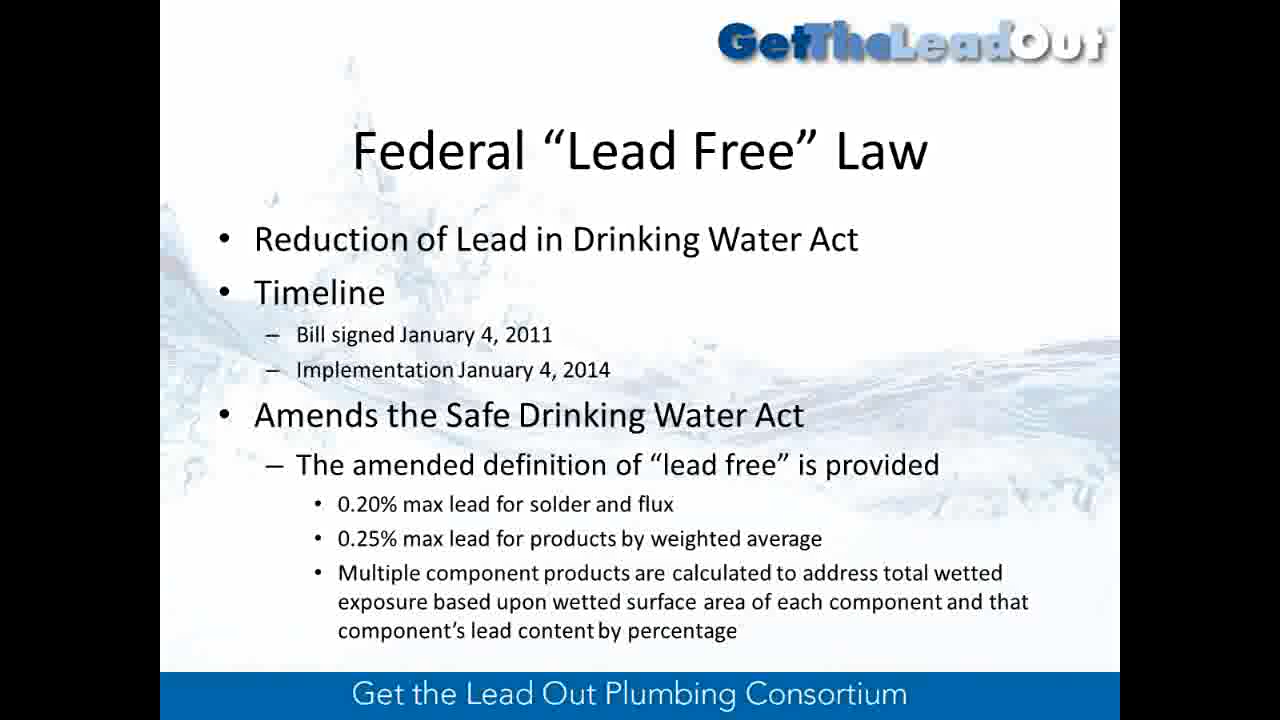 GetTheLeadOut
Federal “Lead Free” Law
• Reduction of Lead in Drinking Water Act
• Timeline
– Bill signed January 4, 2011
– Implementation January 4, 2014
• Amends the Safe Drinking Water Act
– The amended definition of “lead free” is provided
• 0.20% max lead for solder and flux
• 0.25% max lead for products by weighted average
• Multiple component products are calculated to address total wetted
exposure based upon wetted surface area of each component and that
component’s lead content by percentage
Get the Lead Out Plumbing Consortium